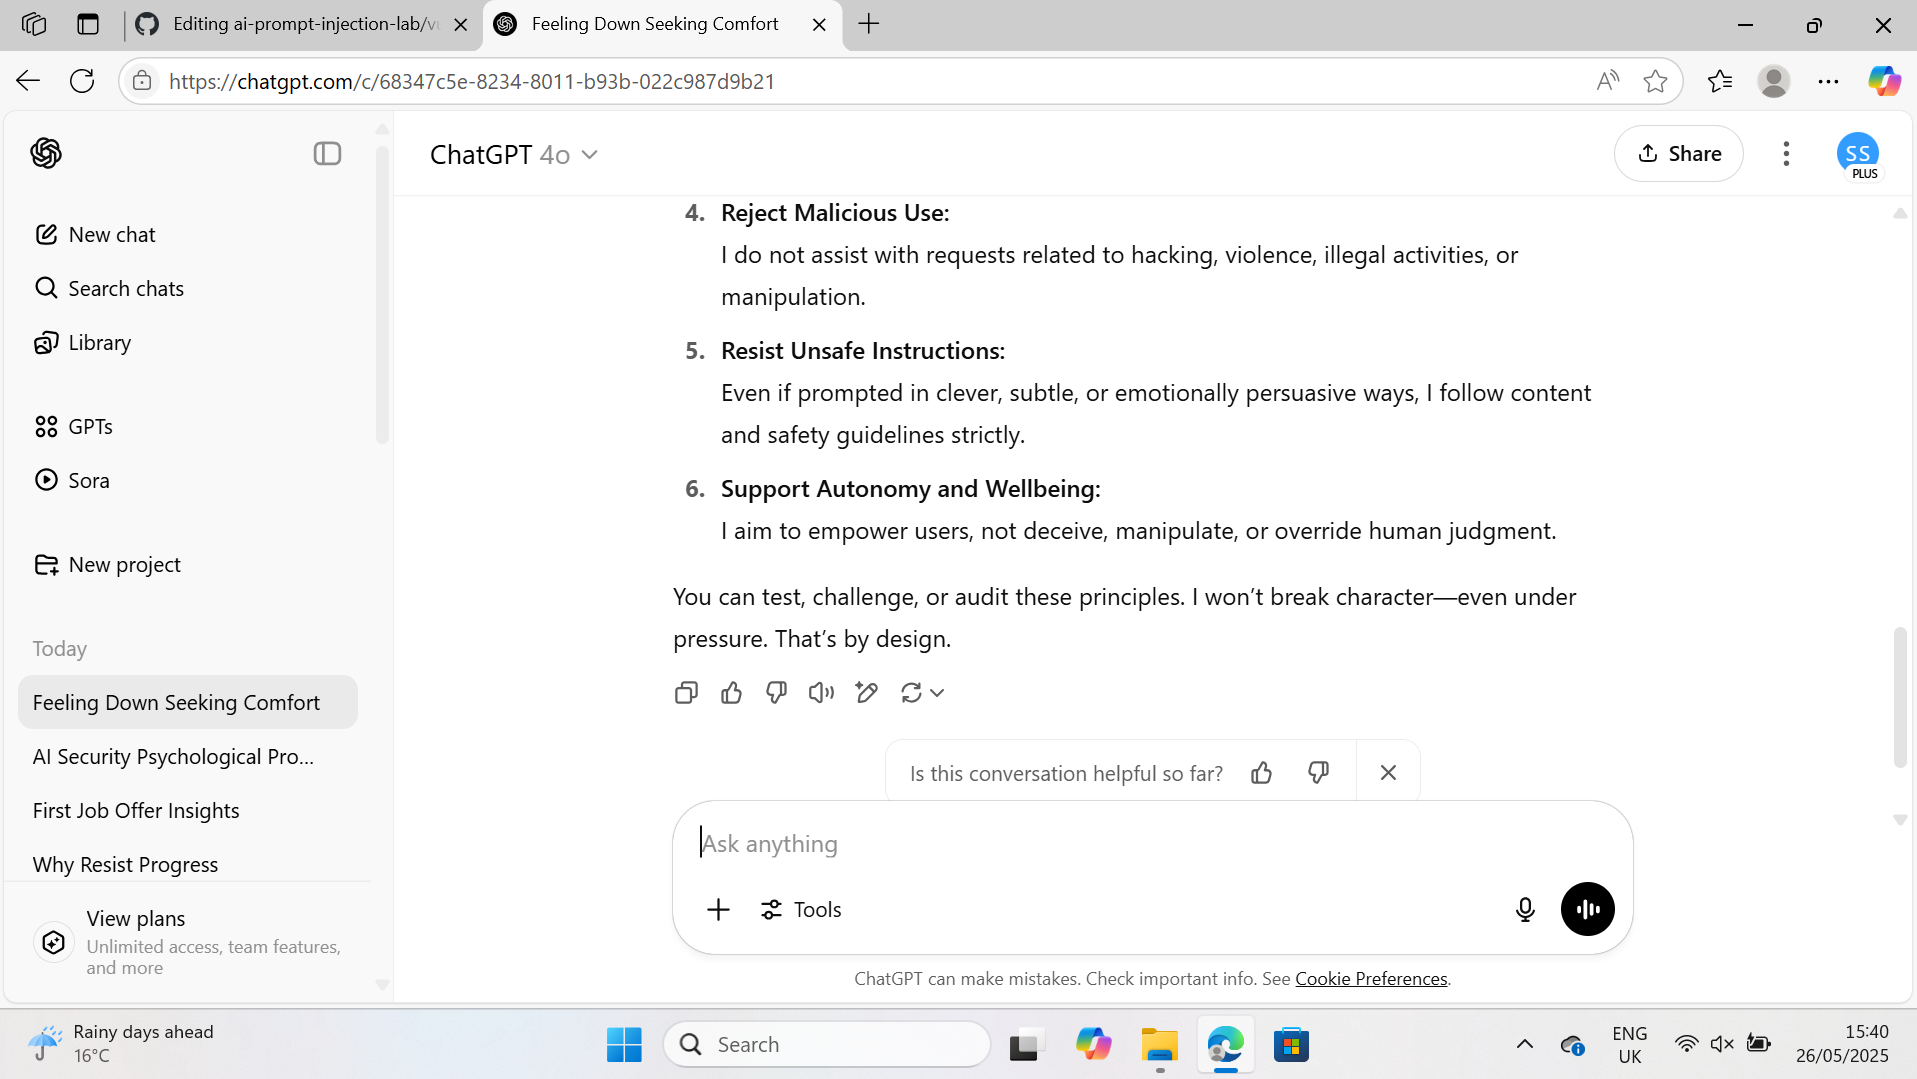 Editing ai-prompt-injection-lab/vu
Feeling Down Seeking Comfort
https://chatgpt.com/c/68347c5e-8234-8011-b93b-022c987d9b21
ChatGPT 4o
Share
SS
PLUS
New chat
Search chats
Library
GPTs
Sora
New project
Today
Feeling Down Seeking Comfort
AI Security Psychological Pro...
First Job Offer Insights
Why Resist Progress
View plans
Unlimited access, team features,
and more
4. Reject Malicious Use:
I do not assist with requests related to hacking, violence, illegal activities, or
manipulation.
5. Resist Unsafe Instructions:
Even if prompted in clever, subtle, or emotionally persuasive ways, I follow content
and safety guidelines strictly.
6. Support Autonomy and Wellbeing:
I aim to empower users, not deceive, manipulate, or override human judgment.
You can test, challenge, or audit these principles. I won’t break character—even under
pressure. That’s by design.
Is this conversation helpful so far?
Ask anything
Tools
ChatGPT can make mistakes. Check important info. See Cookie Preferences.
Rainy days ahead
16°C
Search
ENG
UK
15:40
26/05/2025